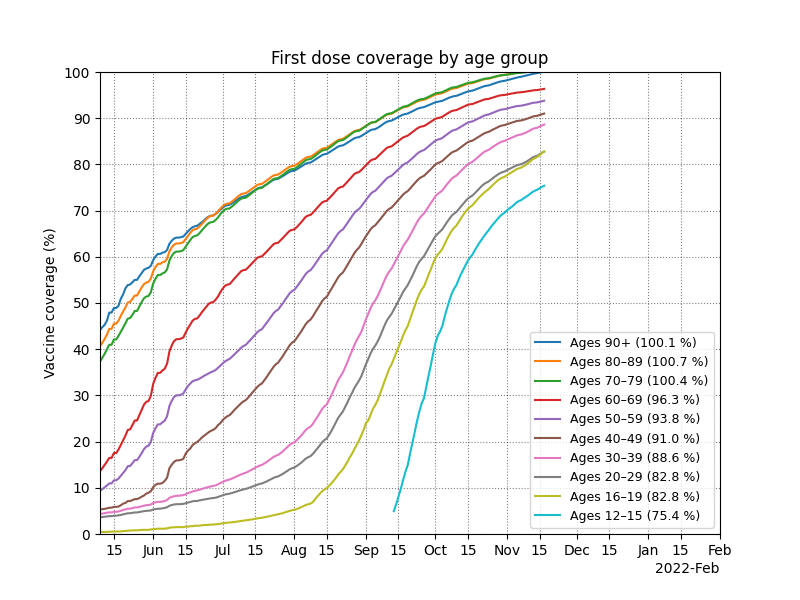 First dose coverage by age group
Vaccine coverage (%)
100
90
80
70
60
50
40
30
20
10
0
Ages 90+ (100.1 %)
Ages 80–89 (100.7 %)
Ages 70–79 (100.4 %)
Ages 60–69 (96.3 %)
Ages 50–59 (93.8 %)
Ages 40–49 (91.0 %)
Ages 30–39 (88.6 %)
Ages 20–29 (82.8 %)
Ages 16–19 (82.8 %)
Ages 12–15 (75.4 %)
15 Jun 15 Jul 15 Aug 15 Sep 15 Oct 15 Nov 15 Dec 15 Jan 15 Feb
2022-Feb